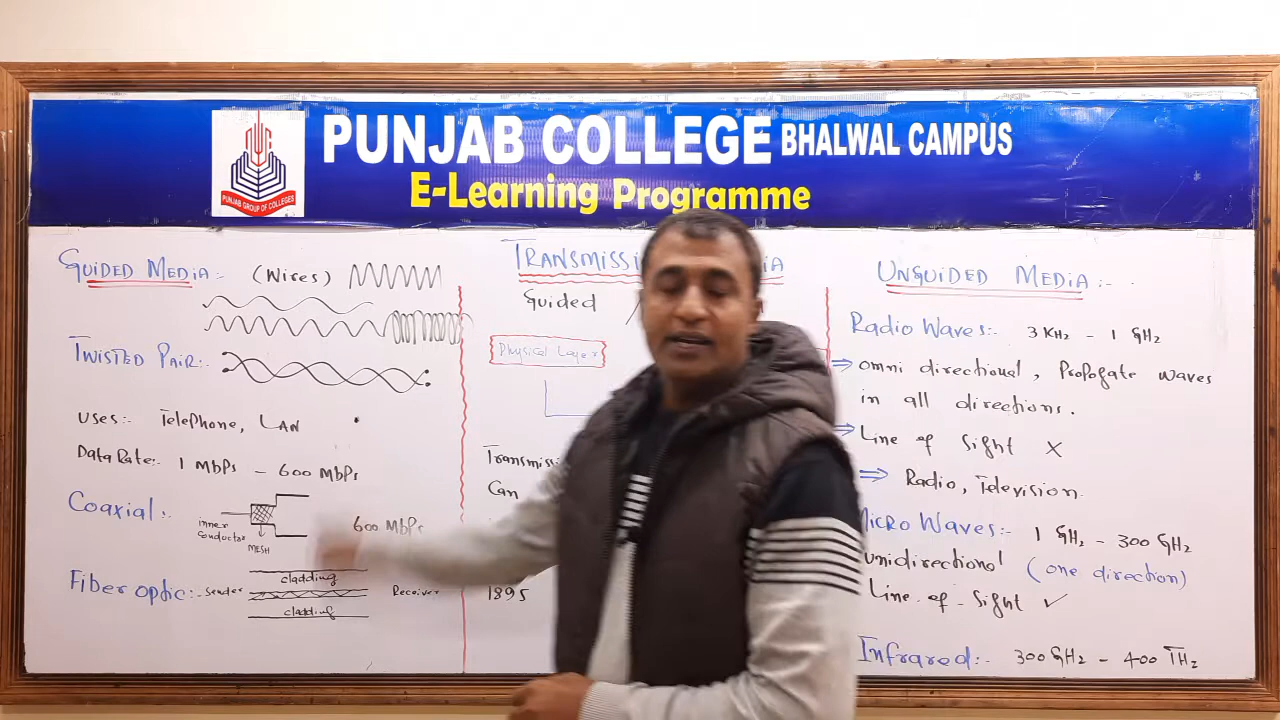 PUNJAB COLLEGE BHALWAL CAMPUS
E-Learning Programme
PUNJAB GROUP OF COLLEGES
GUIDED MEDIA:- (Wires)
TWISTED PAIR:-
Uses:- Telephone, LAN
Data Rate:- 1 Mbps - 600 Mbps
Coaxial:-
inner
conductor
MESH
600 Mbps
Fiber optic:- Sender
cladding
cladding
Receiver
TRANSMISSI
IA
Guided
Physical Layer
Transmissi
Can
1895
UNGUIDED MEDIA:-
Radio Waves:- 3 KHz - 1 GHz
⇒ omni directional, Propogate waves
in all directions.
⇒ Line of Sight X
⇒ Radio, Television.
Micro Waves:- 1 GHz - 300 GHz
unidirectional (one direction)
Line-of-Sight ✓
Infrared:- 300 GHz - 400 THz